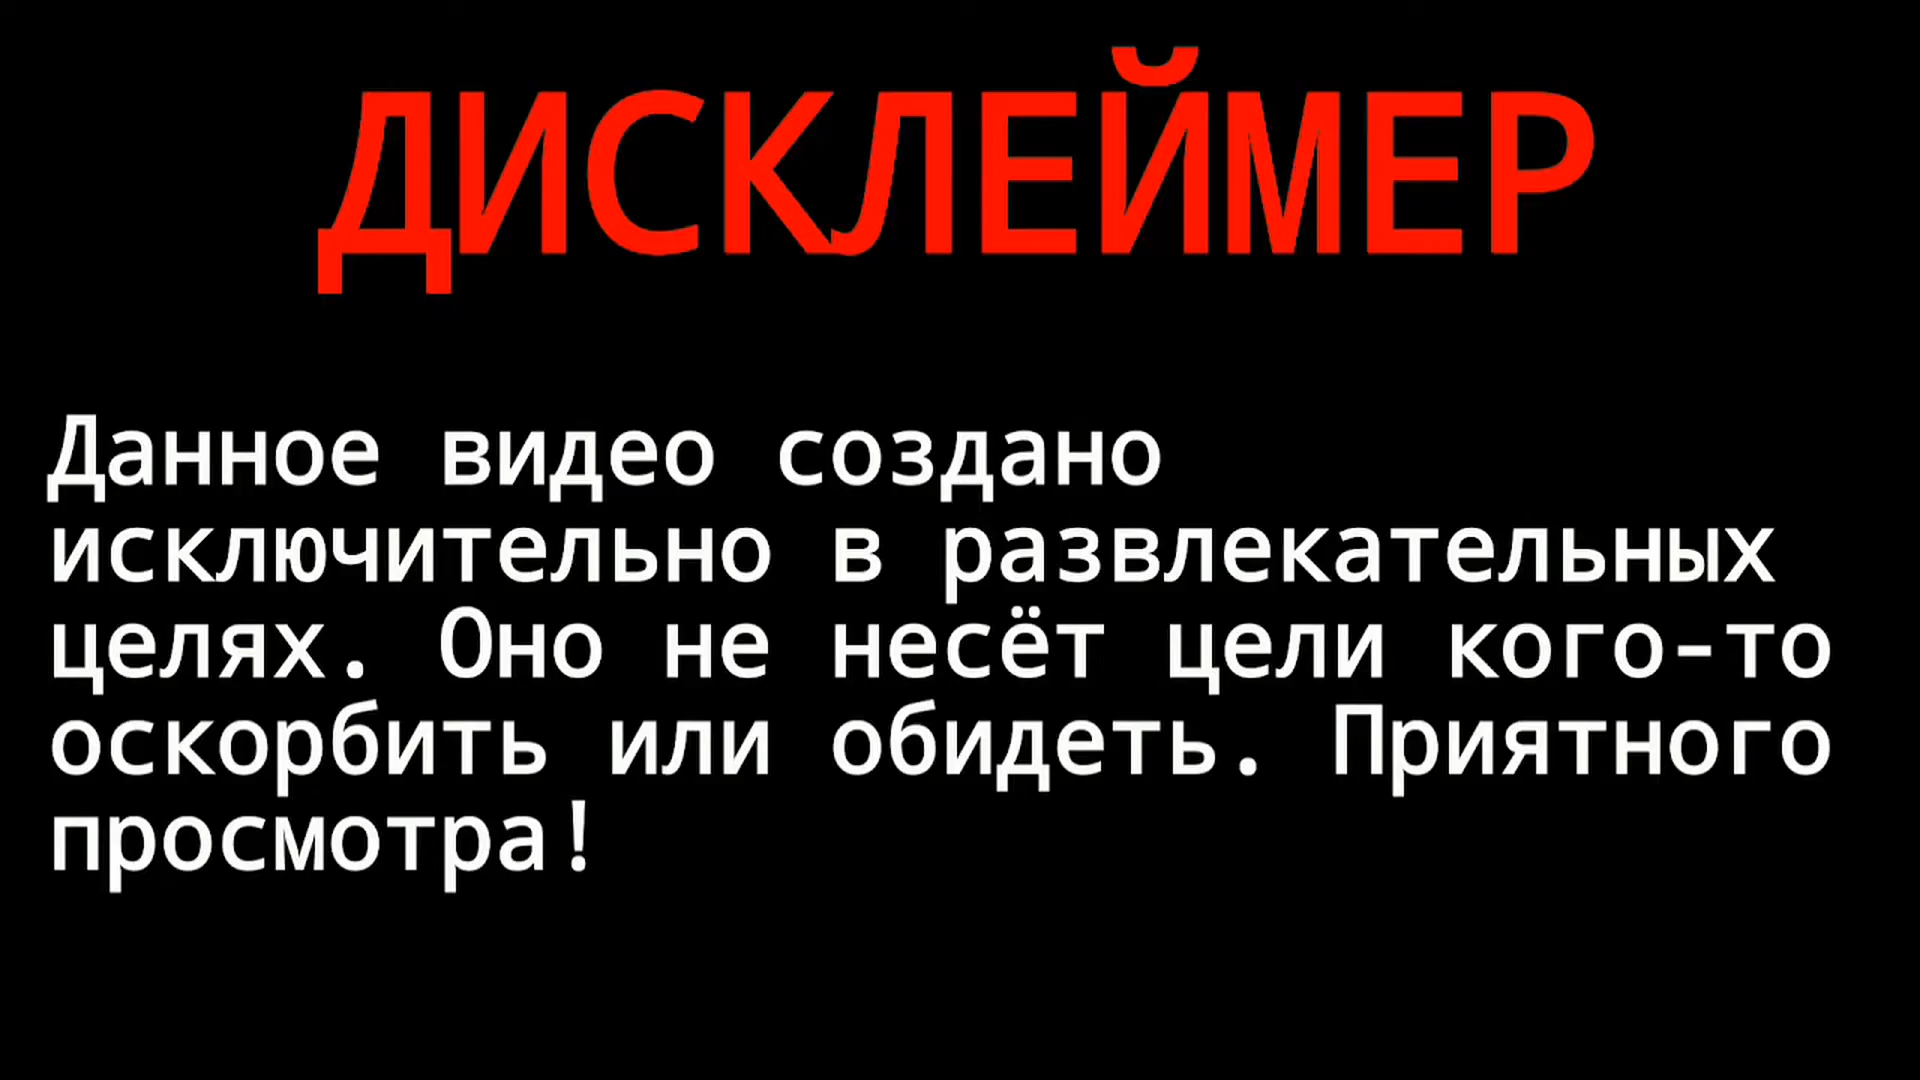 ДИСКЛЕЙМЕР
Данное видео создано
исключительно в развлекательных
целях. Оно не несёт цели кого-то
оскорбить или обидеть. Приятного
просмотра!